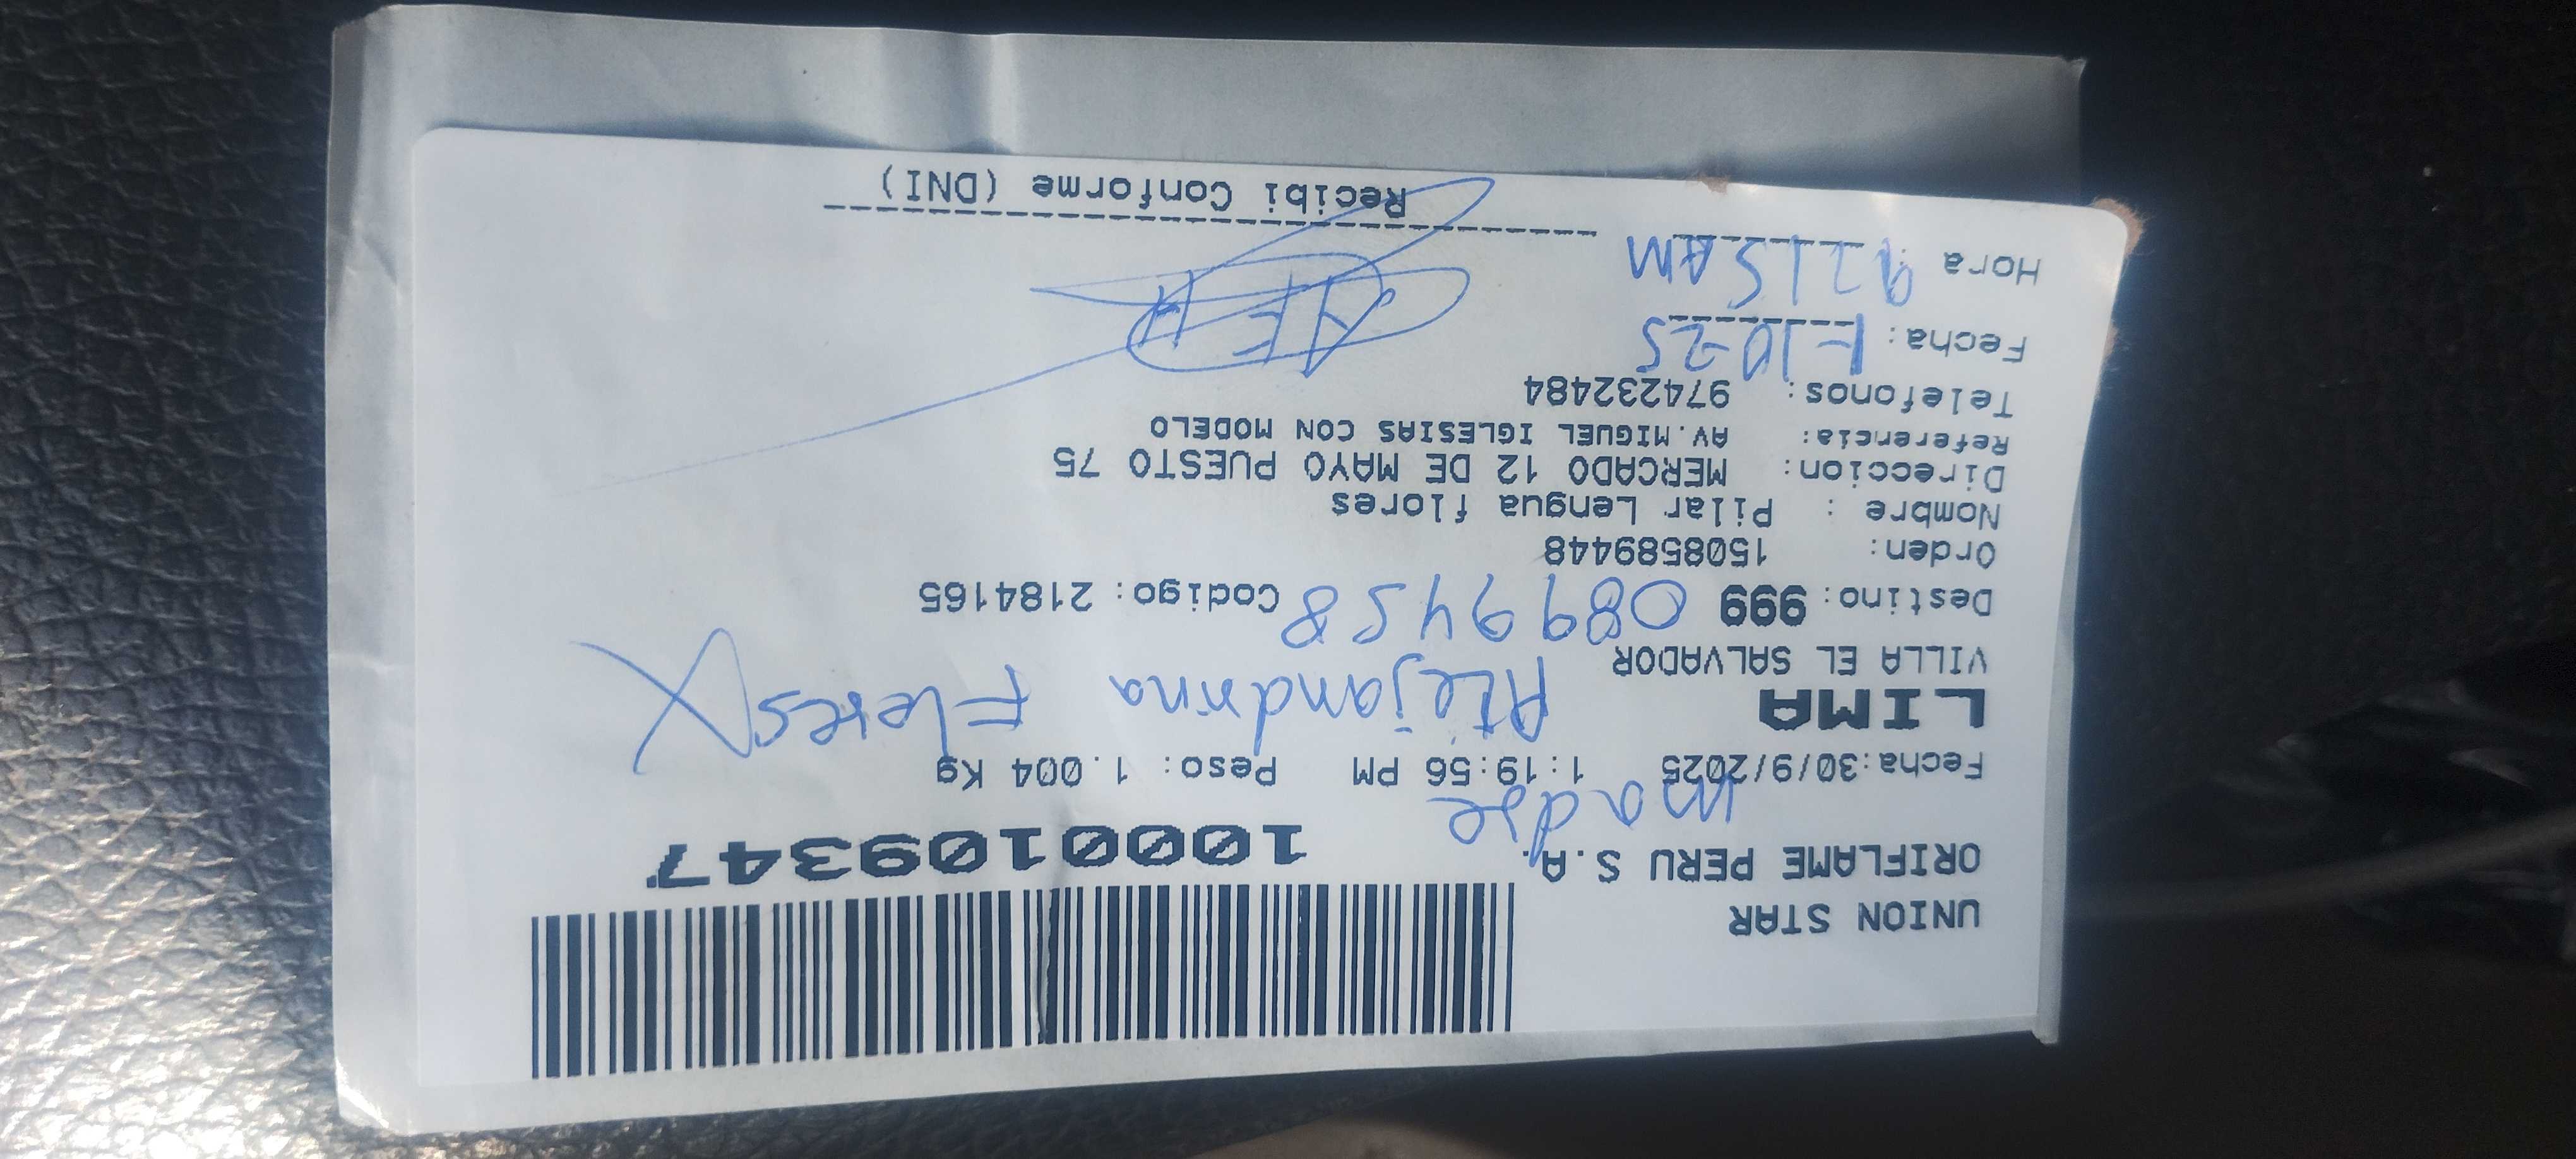 UNION STAR
ORIFLAME PERU S.A.
1000109347
madre
Fecha:30/9/2025 1:19:56 PM Peso: 1.004 Kg
LIMA
Alejandrina Flores
VILLA EL SALVADOR
Destino: 999 08999458 Codigo: 2184165
Orden: 1508589448
Nombre : Pilar Lengua flores
Direccion: MERCADO 12 DE MAYO PUESTO 75
Referencia: AV.MIGUEL IGLESIAS CON MODELO
Telefonos: 974232484
Fecha: 1-10-25
Hora : 9:15 AM
Recibi Conforme (DNI)